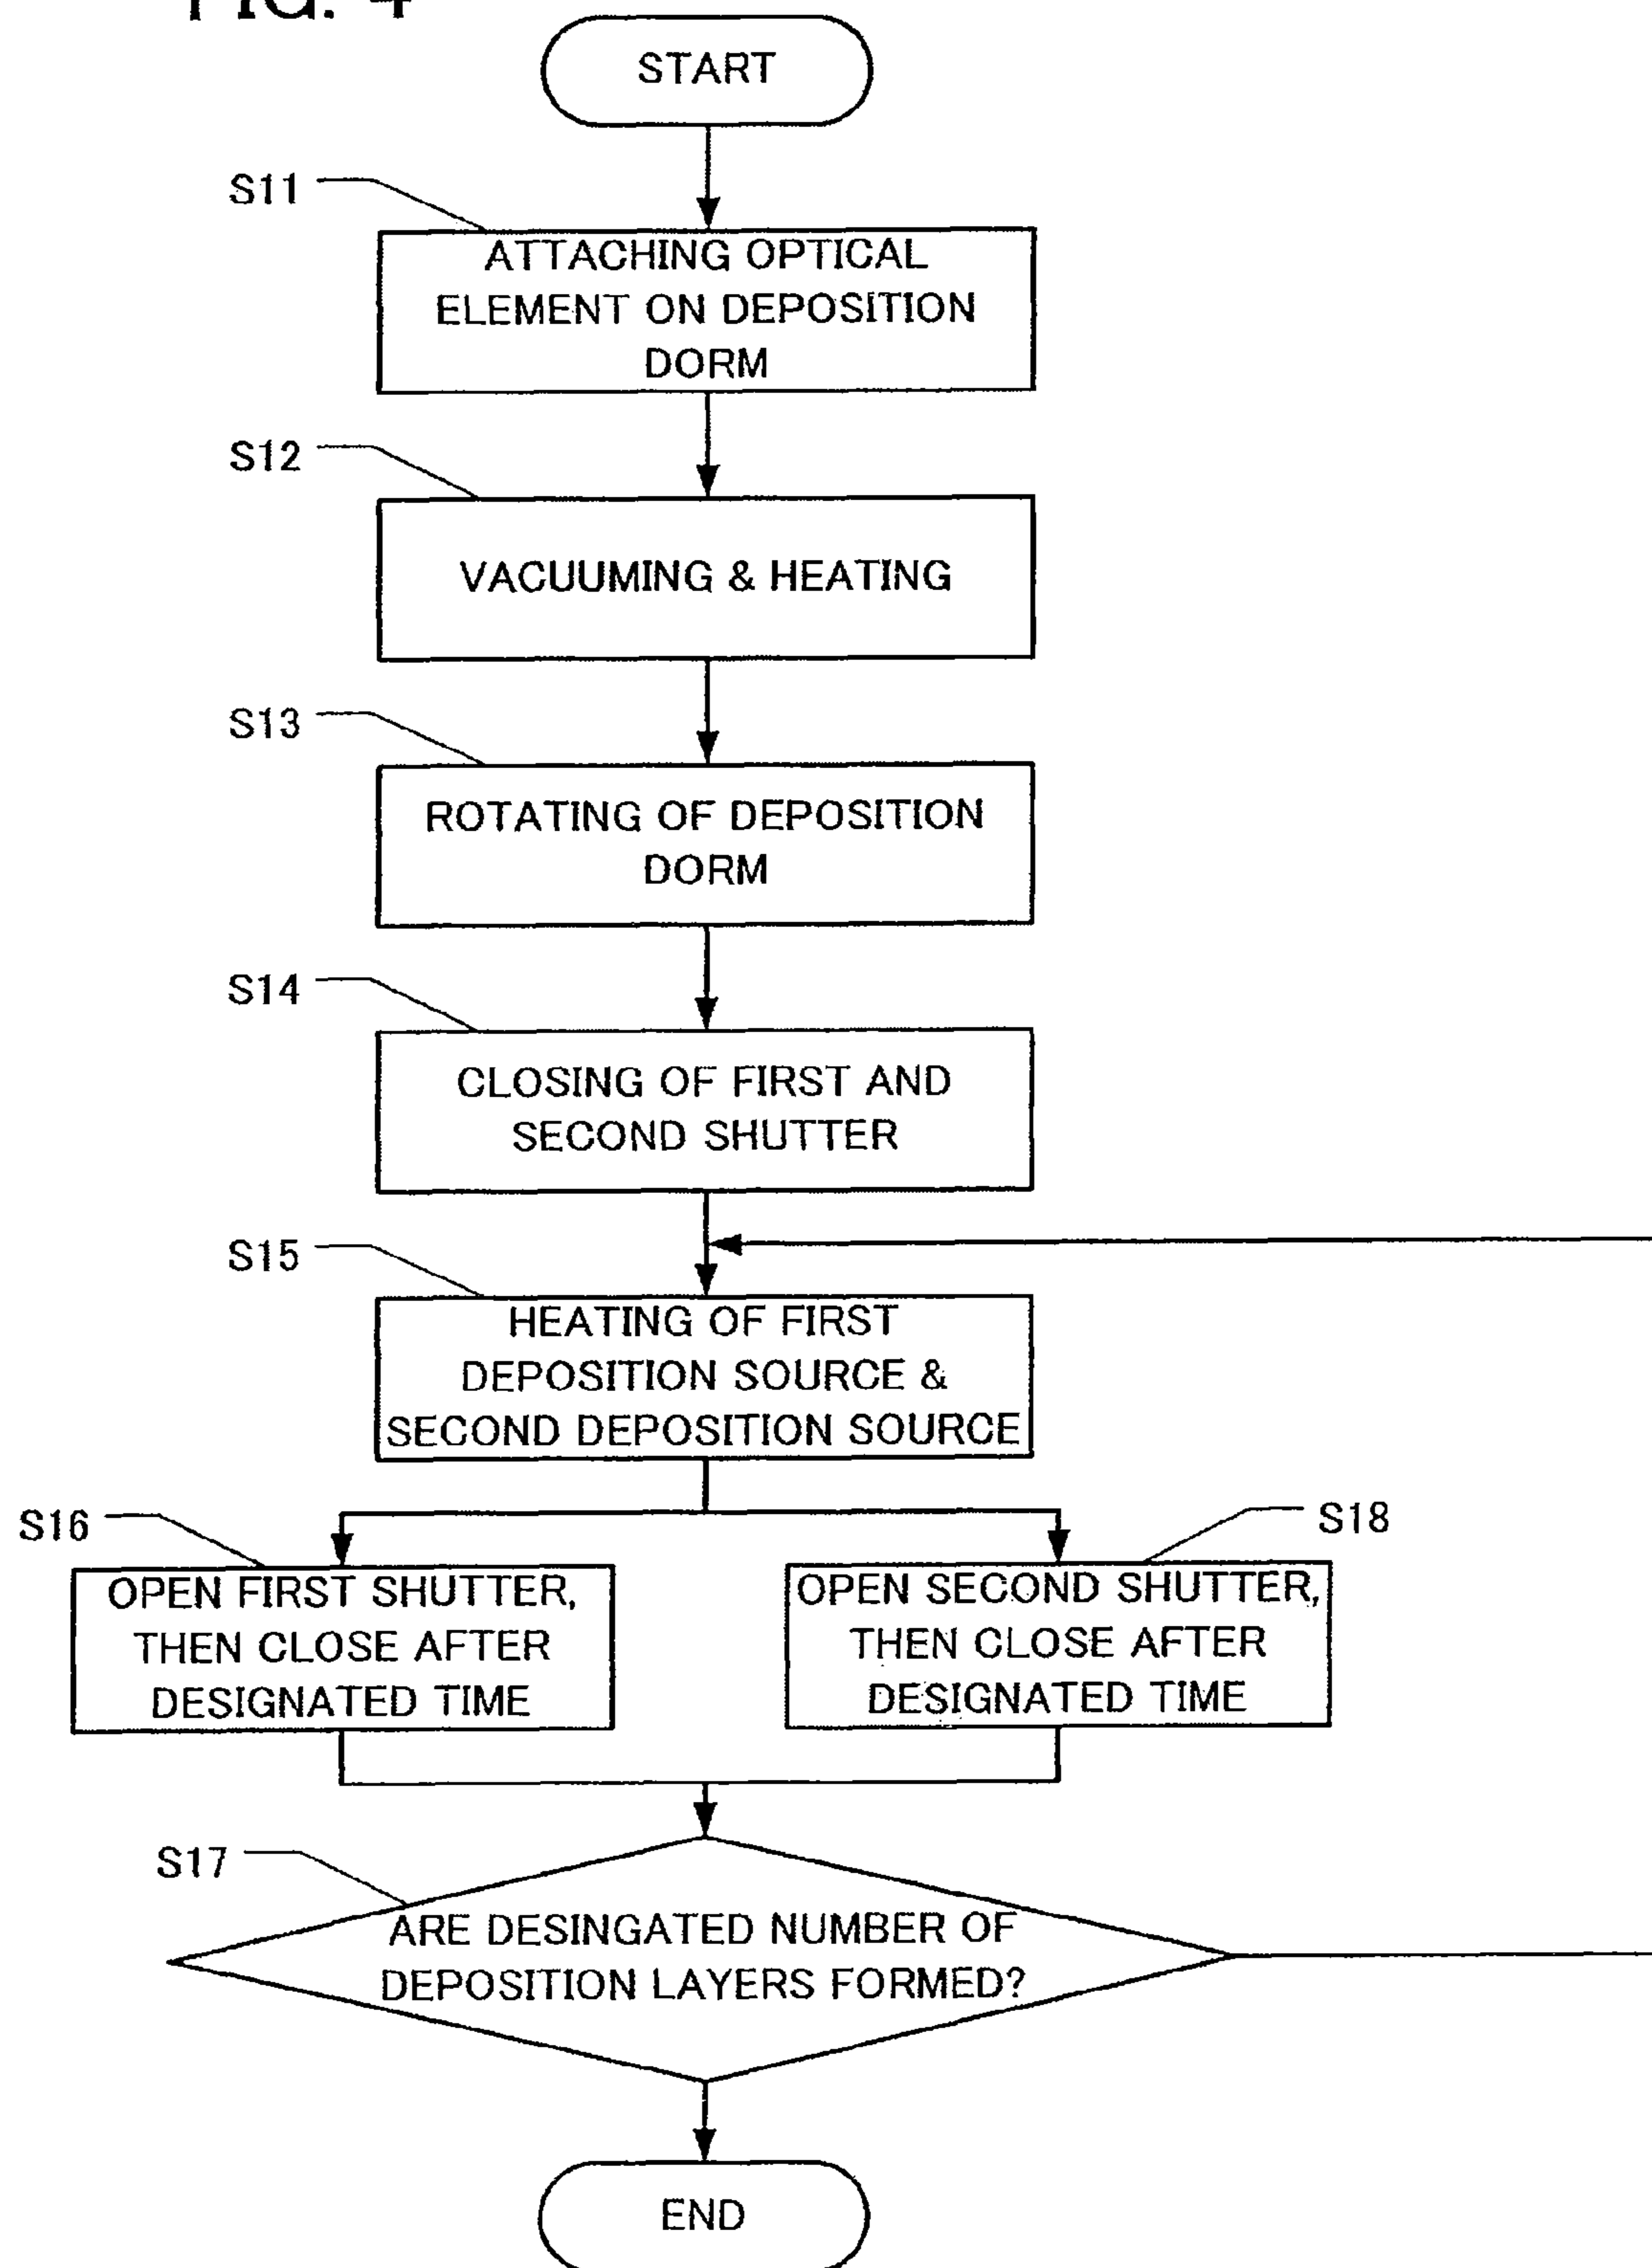 FIG. 4
START
S11
ATTACHING OPTICAL
ELEMENT ON DEPOSITION
DORM
S12
VACUUMING & HEATING
S13
ROTATING OF DEPOSITION
DORM
S14
CLOSING OF FIRST AND
SECOND SHUTTER
S15
HEATING OF FIRST
DEPOSITION SOURCE &
SECOND DEPOSITION SOURCE
S16
OPEN FIRST SHUTTER,
THEN CLOSE AFTER
DESIGNATED TIME
S18
OPEN SECOND SHUTTER,
THEN CLOSE AFTER
DESIGNATED TIME
S17
ARE DESINGATED NUMBER OF
DEPOSITION LAYERS FORMED?
END